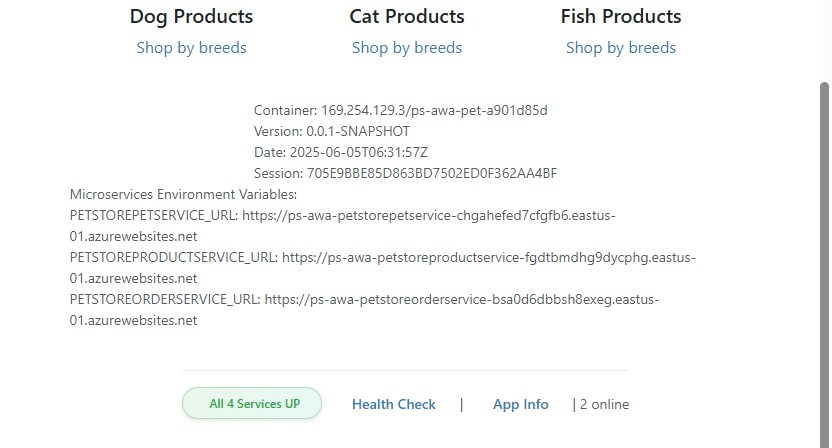 Dog Products Cat Products Fish Products
Shop by breeds Shop by breeds Shop by breeds
Container: 169.254.129.3/ps-awa-pet-a901d85d
Version: 0.0.1-SNAPSHOT
Date: 2025-06-05T06:31:57Z
Session: 705E9BBE85D863BD7502ED0F362AA4BF
Microservices Environment Variables:
PETSTOREPETSERVICE_URL: https://ps-awa-petstorepetservice-chgahefed7cfgfb6.eastus-
01.azurewebsites.net
PETSTOREPRODUCTSERVICE_URL: https://ps-awa-petstoreproductservice-fgdtbmdhg9dycphg.eastus-
01.azurewebsites.net
PETSTOREORDERSERVICE_URL: https://ps-awa-petstoreorderservice-bsa0d6dbbsh8exeg.eastus-
01.azurewebsites.net
All 4 Services UP Health Check | App Info | 2 online